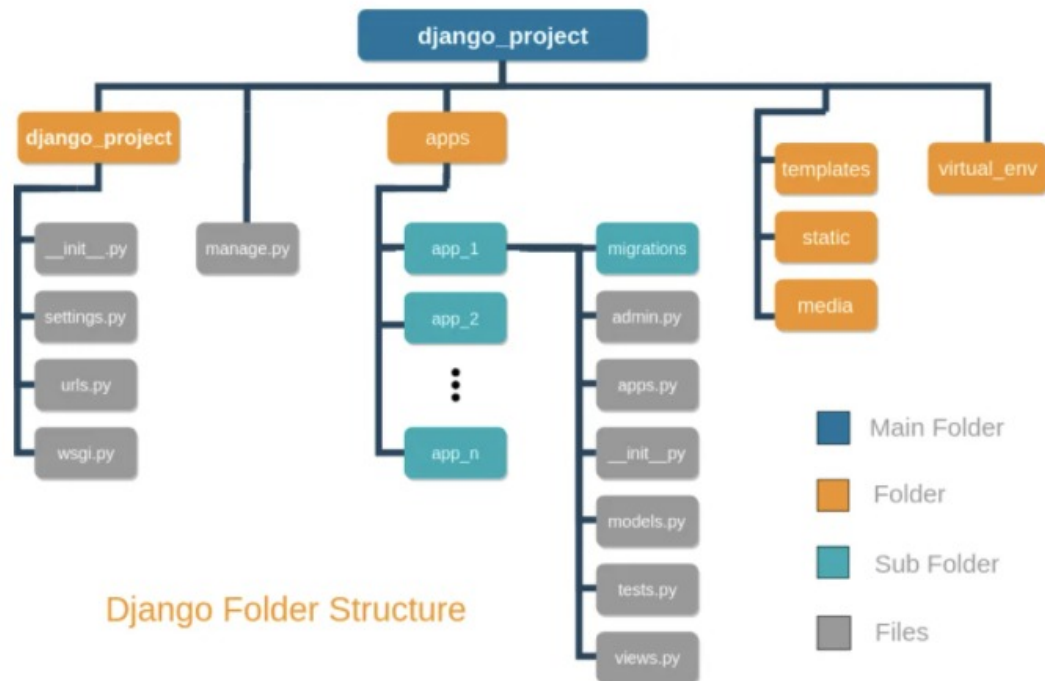 django_project
django_project
apps
templates
virtual_env
static
media
__init__.py
settings.py
urls.py
wsgi.py
manage.py
app_1
app_2
app_n
migrations
admin.py
apps.py
__init__py
models.py
tests.py
views.py
Main Folder
Folder
Sub Folder
Files
Django Folder Structure